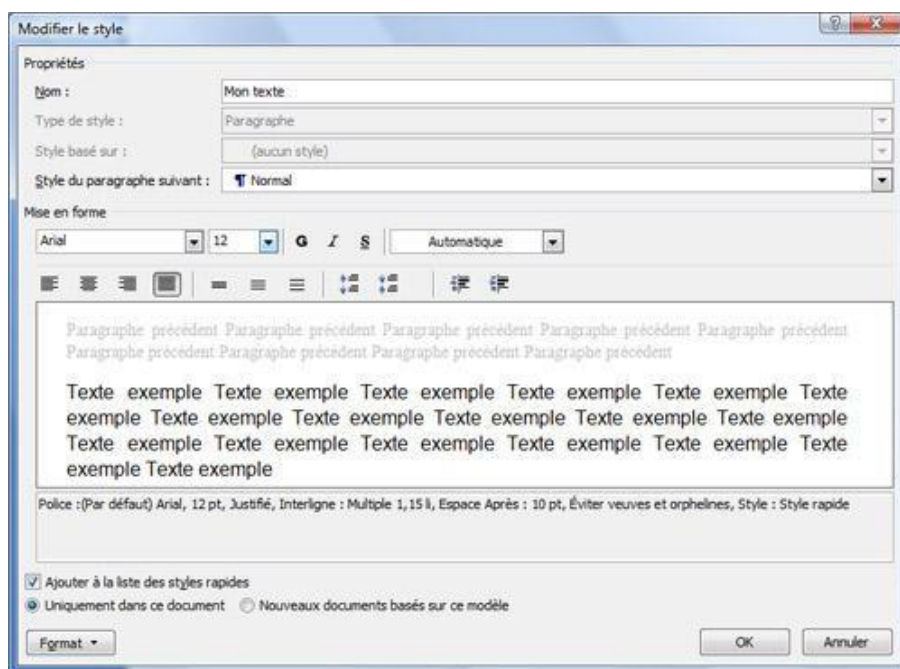 Modifier le style
Propriétés
Nom : Mon texte
Type de style : Paragraphe
Style basé sur : (aucun style)
Style du paragraphe suivant : ¶ Normal
Mise en forme
Arial 12 G I S Automatique
Paragraphe précédent Paragraphe précédent Paragraphe précédent Paragraphe précédent Paragraphe précédent
Paragraphe précédent Paragraphe précédent Paragraphe précédent Paragraphe précédent
Texte exemple Texte exemple Texte exemple Texte exemple Texte exemple Texte
exemple Texte exemple Texte exemple Texte exemple Texte exemple Texte exemple
Texte exemple Texte exemple Texte exemple Texte exemple Texte exemple Texte
exemple Texte exemple
Police :(Par défaut) Arial, 12 pt, Justifié, Interligne : Multiple 1,15 li, Espace Après : 10 pt, Éviter veuves et orphelines, Style : Style rapide
Ajouter à la liste des styles rapides
Uniquement dans ce document Nouveaux documents basés sur ce modèle
Format OK Annuler